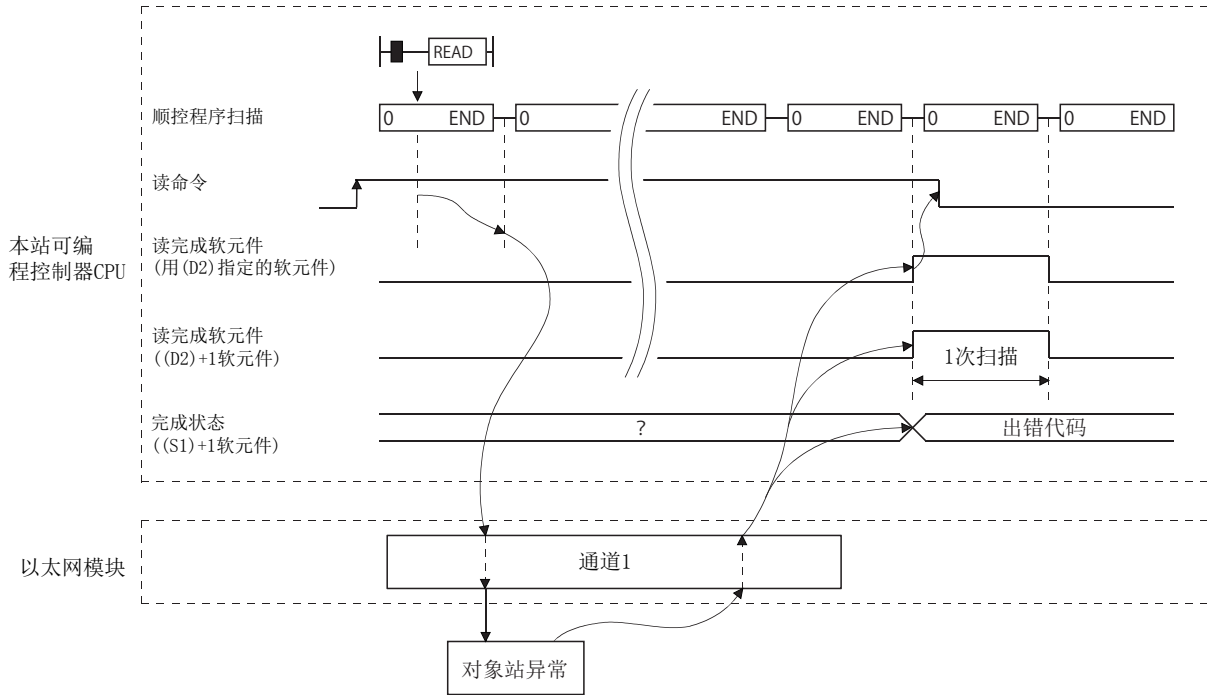 READ
顺控程序扫描
0 END 0 END 0 END 0 END 0 END
读命令
本站可编
程控制器CPU
读完成软元件
(用(D2)指定的软元件)
读完成软元件
((D2)+1软元件)
1次扫描
完成状态
((S1)+1软元件)
?
出错代码
以太网模块
通道1
对象站异常